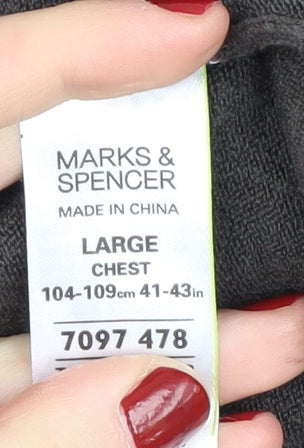 MARKS &
SPENCER
MADE IN CHINA
LARGE
CHEST
104-109cm 41-43in
7097 478